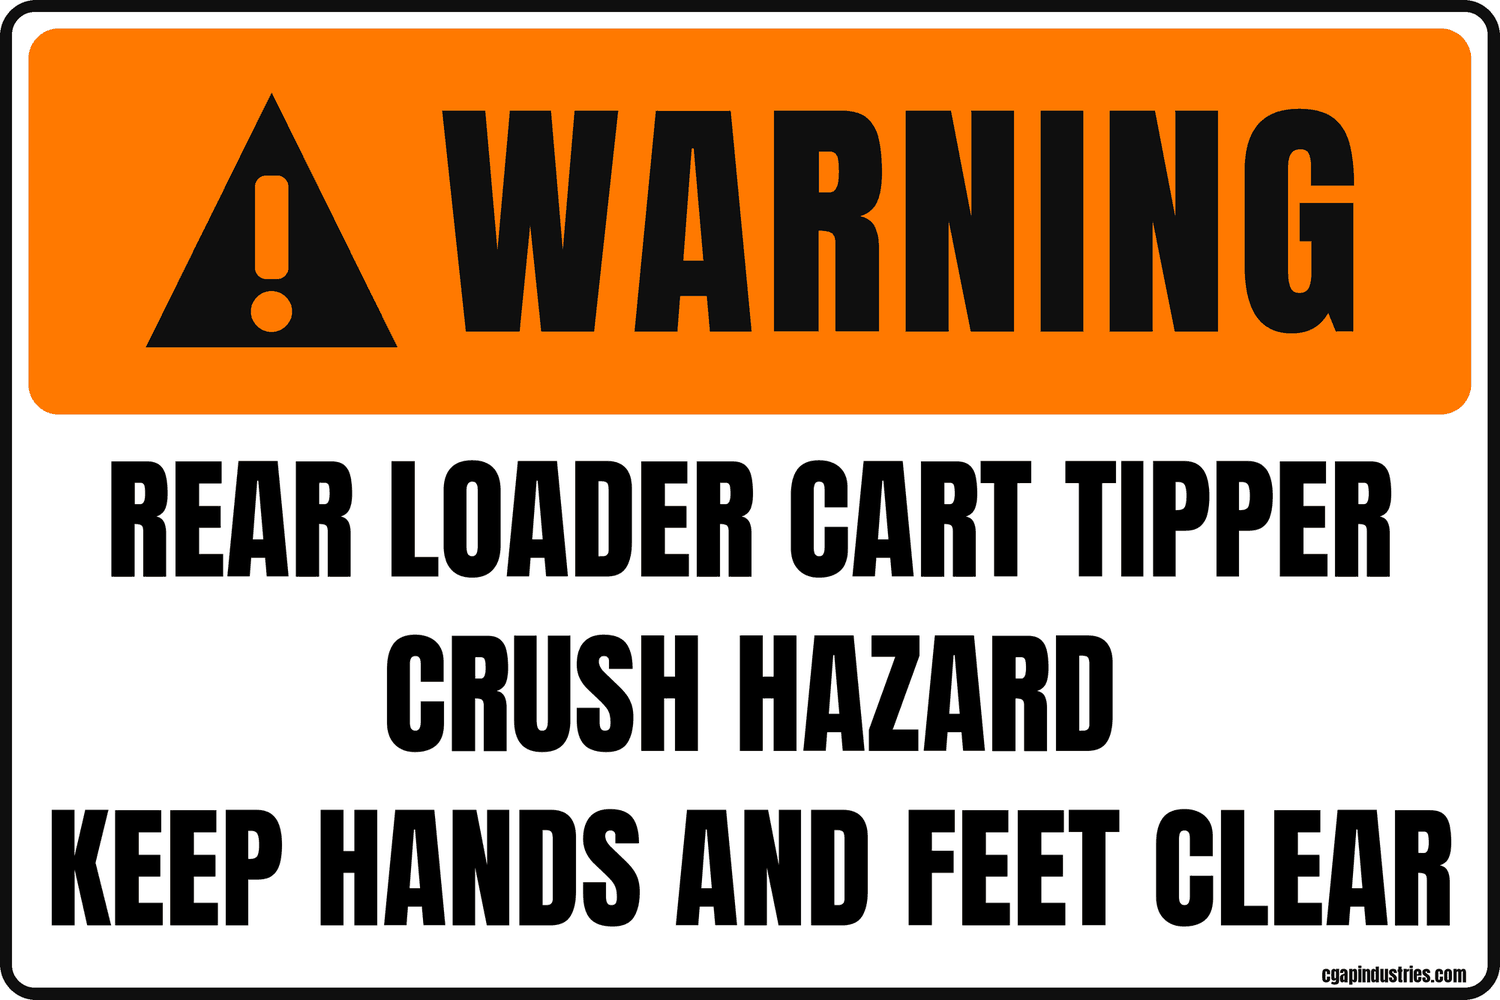 WARNING
REAR LOADER CART TIPPER
CRUSH HAZARD
KEEP HANDS AND FEET CLEAR
cgapindustries.com